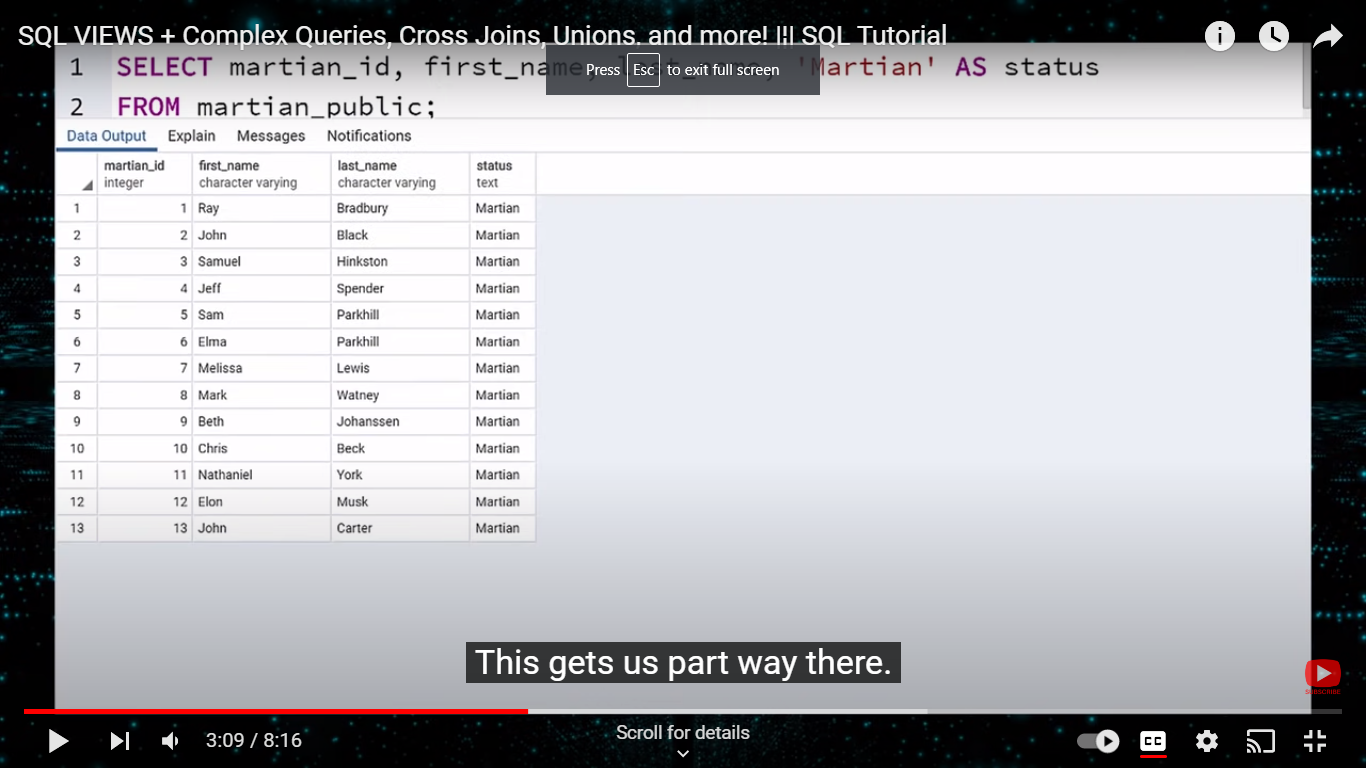 SQL VIEWS + Complex Queries, Cross Joins, Unions, and more! ||| SQL Tutorial
Press Esc to exit full screen
1 SELECT martian_id, first_name, last_name, 'Martian' AS status
2 FROM martian_public;
Data Output Explain Messages Notifications
martian_id first_name last_name status
integer character varying character varying text
1 1 Ray Bradbury Martian
2 2 John Black Martian
3 3 Samuel Hinkston Martian
4 4 Jeff Spender Martian
5 5 Sam Parkhill Martian
6 6 Elma Parkhill Martian
7 7 Melissa Lewis Martian
8 8 Mark Watney Martian
9 9 Beth Johanssen Martian
10 10 Chris Beck Martian
11 11 Nathaniel York Martian
12 12 Elon Musk Martian
13 13 John Carter Martian
This gets us part way there.
SUBSCRIBE
3:09 / 8:16
Scroll for details
CC